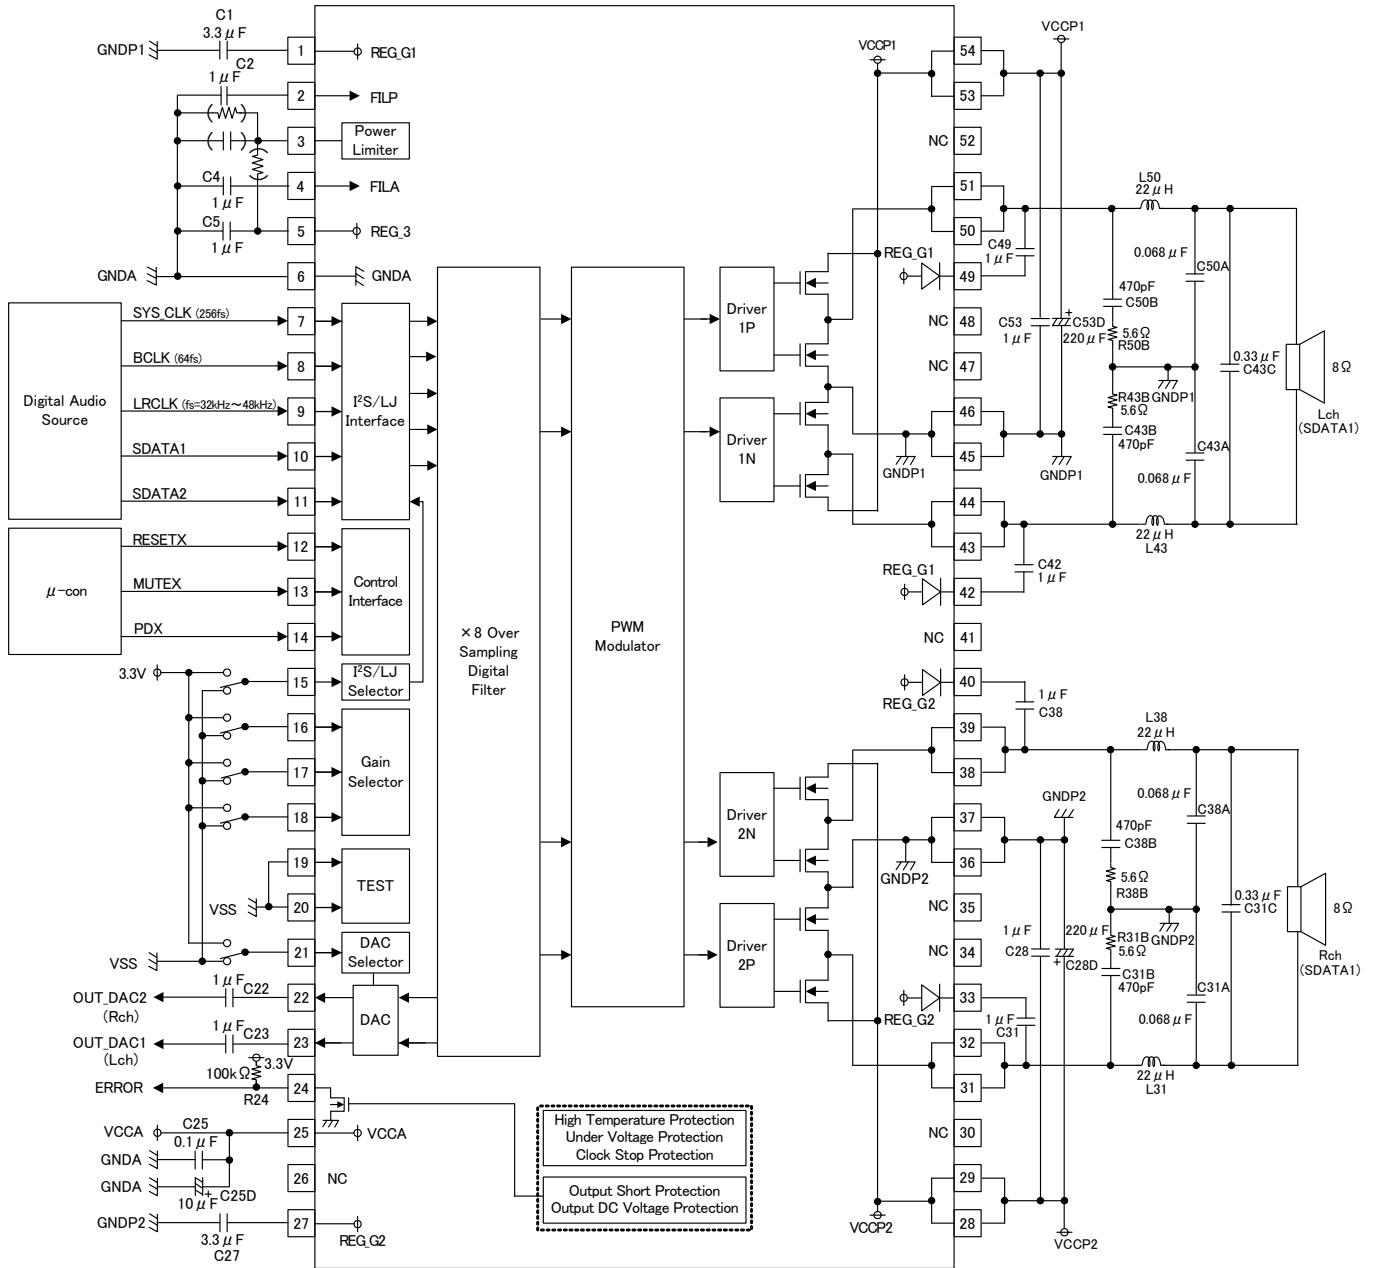 C1
3.3μF
GNDP1
1
REG_G1
C2
1μF
2
FILP
3
Power
Limiter
C4
1μF
4
FILA
C5
1μF
5
REG_3
GNDA
6
GNDA
Digital Audio
Source
SYS_CLK (256fs)
7
BCLK (64fs)
8
LRCLK (fs=32kHz～48kHz)
9
SDATA1
10
SDATA2
11
I²S/LJ
Interface
μ-con
RESETX
12
MUTEX
13
PDX
14
Control
Interface
3.3V
15
I²S/LJ
Selector
16
17
18
Gain
Selector
19
20
TEST
VSS
VSS
21
DAC
Selector
OUT_DAC2
(Rch)
1μF
C22
22
OUT_DAC1
(Lch)
1μF
C23
23
DAC
3.3V
100kΩ
R24
ERROR
24
VCCA
C25
0.1μF
25
VCCA
GNDA
GNDA
+
C25D
10μF
26
NC
GNDP2
3.3μF
C27
27
REG_G2
×8 Over
Sampling
Digital
Filter
PWM
Modulator
Driver
1P
Driver
1N
Driver
2N
Driver
2P
High Temperature Protection
Under Voltage Protection
Clock Stop Protection
Output Short Protection
Output DC Voltage Protection
VCCP1
54
53
VCCP1
NC
52
51
50
REG_G1
49
C49
1μF
NC
48
NC
47
46
45
GNDP1
44
43
REG_G1
42
C42
1μF
NC
41
C53
1μF
+
C53D
220μF
GNDP1
L50
22μH
0.068μF
C50A
470pF
C50B
5.6Ω
R50B
GNDP1
R43B
5.6Ω
C43B
470pF
C43A
0.068μF
0.33μF
C43C
22μH
L43
8Ω
Lch
(SDATA1)
REG_G2
40
1μF
C38
39
38
37
36
GNDP2
NC
35
NC
34
REG_G2
33
1μF
C31
32
31
NC
30
29
28
VCCP2
GNDP2
1μF
C28
220μF
+
C28D
VCCP2
L38
22μH
0.068μF
C38A
470pF
C38B
5.6Ω
R38B
GNDP2
R31B
5.6Ω
C31B
470pF
C31A
0.068μF
0.33μF
C31C
22μH
L31
8Ω
Rch
(SDATA1)